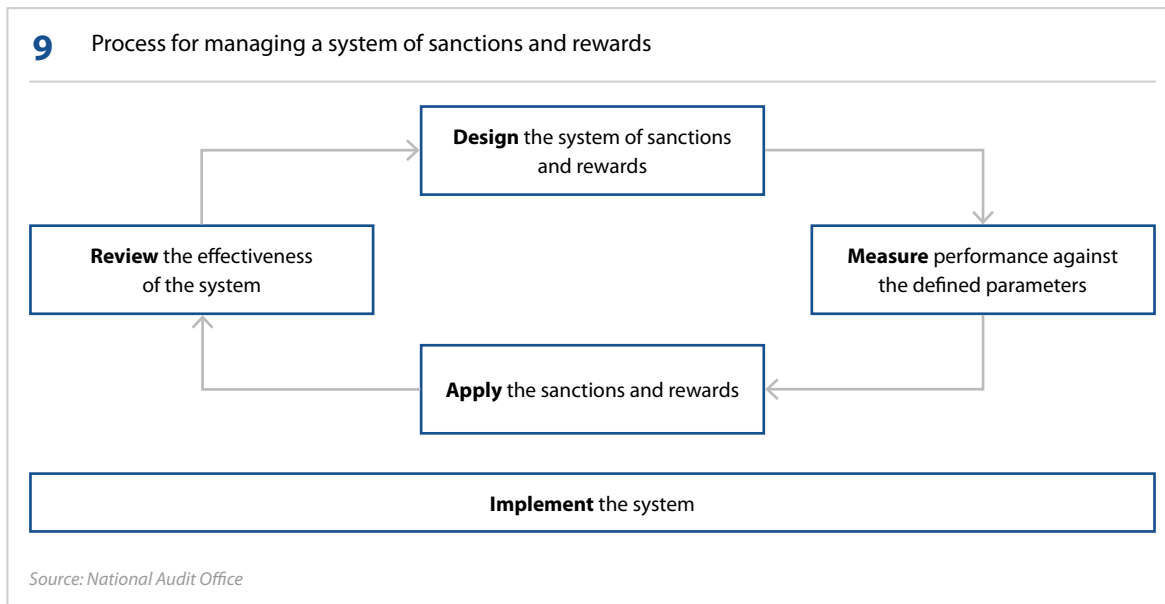 9 Process for managing a system of sanctions and rewards
Design the system of sanctions
and rewards
Review the effectiveness
of the system
Measure performance against
the defined parameters
Apply the sanctions and rewards
Implement the system
Source: National Audit Office